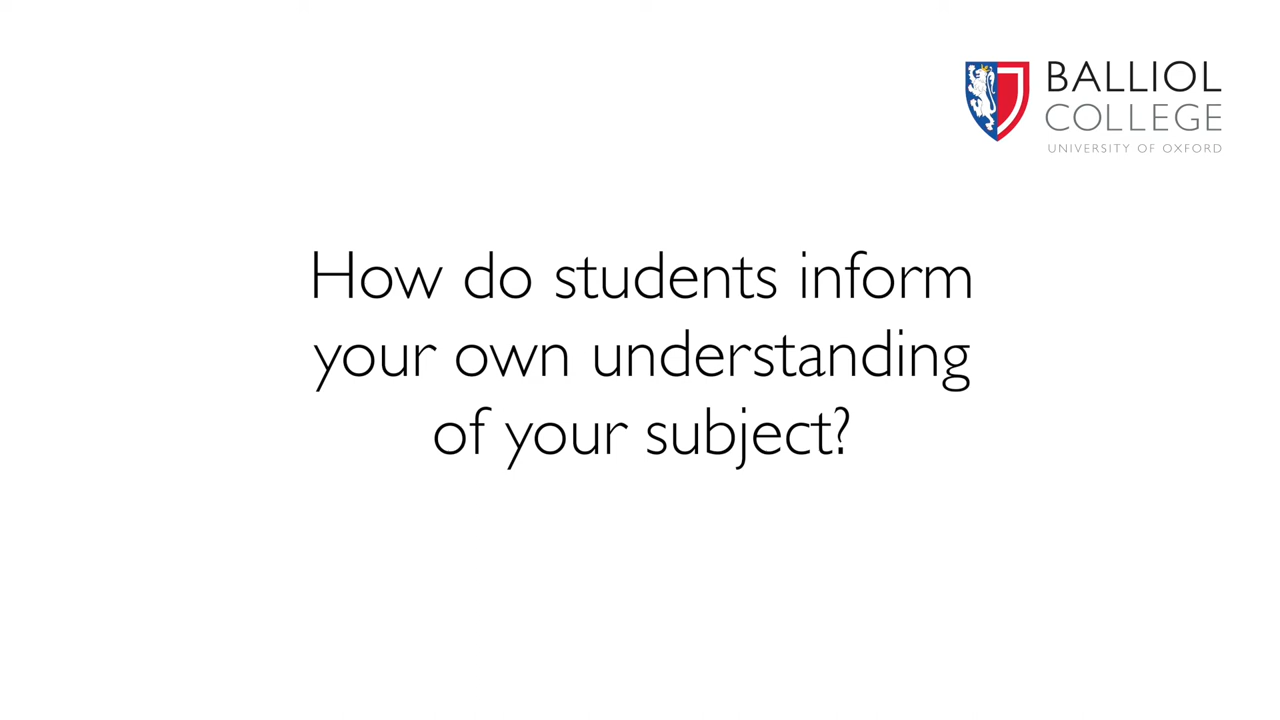 BALLIOL
COLLEGE
UNIVERSITY OF OXFORD
How do students inform
your own understanding
of your subject?